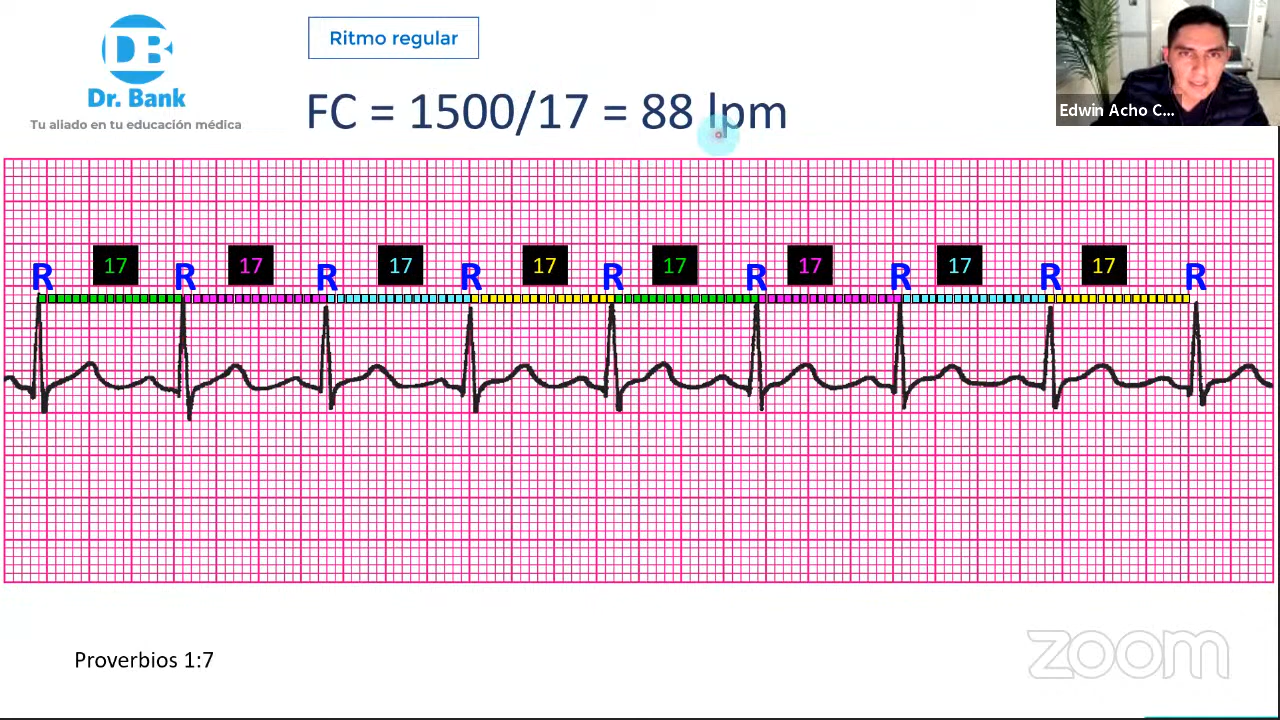 DB
Dr. Bank
Tu aliado en tu educación médica
Ritmo regular
FC = 1500/17 = 88 lpm
Edwin Acho C...
17 17 17 17 17 17 17 17
R R R R R R R R R
Proverbios 1:7
zoom